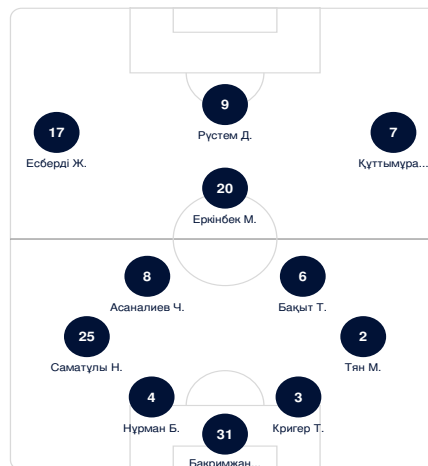 9
Рүстем Д.
17
Есберді Ж.
7
Құттымұра...
20
Еркінбек М.
8
Асаналиев Ч.
6
Бақыт Т.
25
Саматұлы Н.
2
Тян М.
4
Нұрман Б.
3
Кригер Т.
31
Бакримжан...